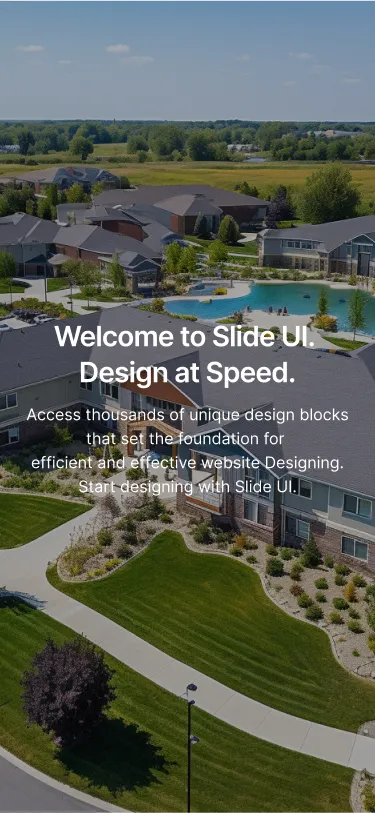 Welcome to Slide UI.
Design at Speed.
Access thousands of unique design blocks
that set the foundation for
efficient and effective website Designing.
Start designing with Slide UI.